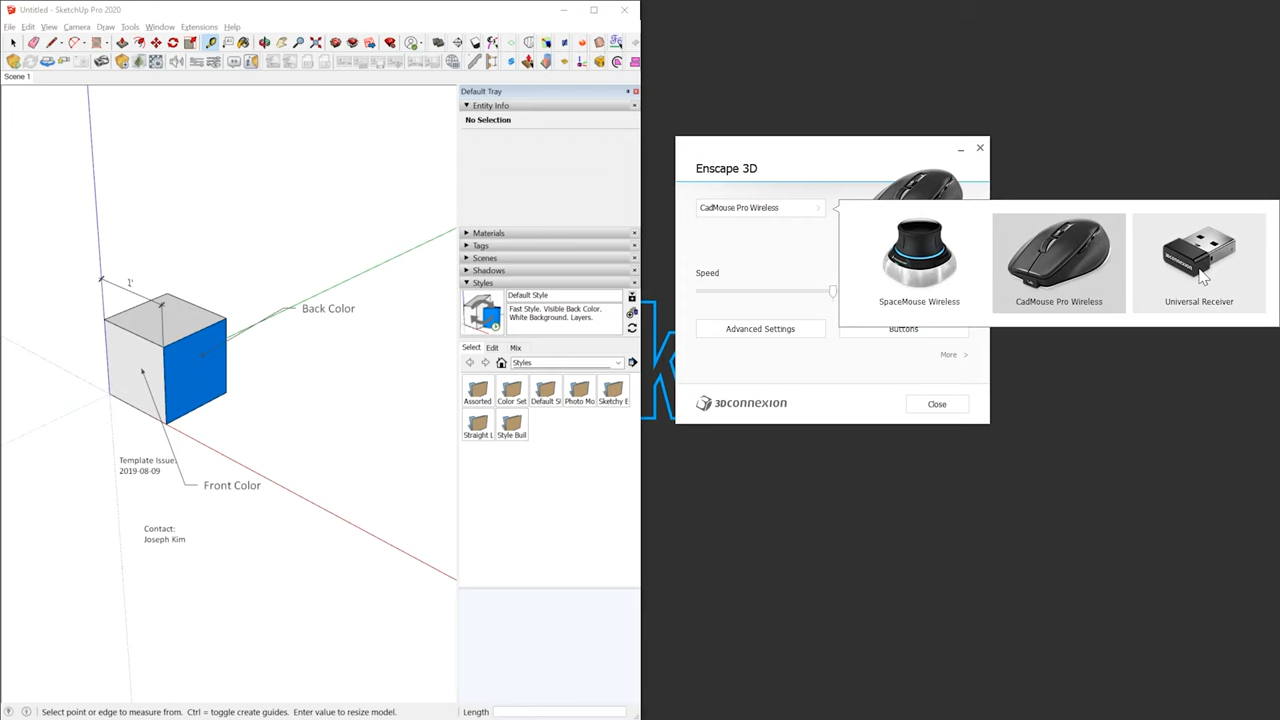 Untitled - SketchUp Pro 2020
File Edit View Camera Draw Tools Window Extensions Help
Scene 1
Default Tray
Entity Info
No Selection
Materials
Tags
Scenes
Shadows
Styles
Default Style
Fast Style. Visible Back Color.
White Background. Layers.
Select Edit Mix
Styles
Assorted Color Set Default S Photo Mo Sketchy E
Straight L Style Buil
1'
Back Color
Template Issue:
2019-08-09
Front Color
Contact:
Joseph Kim
Select point or edge to measure from. Ctrl = toggle create guides. Enter value to resize model.
Length
Enscape 3D
CadMouse Pro Wireless
Speed
Advanced Settings
Buttons
More >
3DCONNEXION
Close
SpaceMouse Wireless
CadMouse Pro Wireless
Universal Receiver